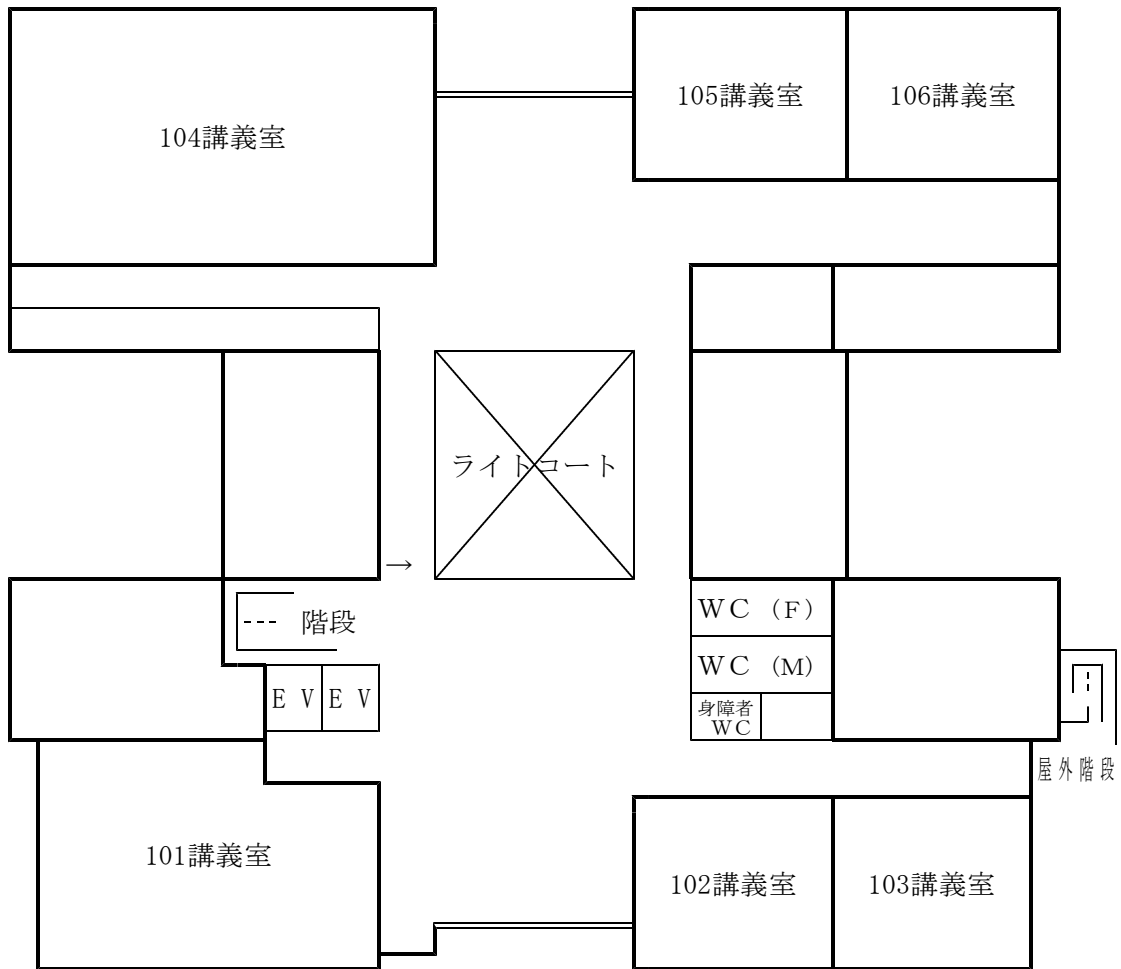 105講義室
106講義室
104講義室
ライトコート
→
階段
WC (F)
WC (M)
EV
EV
身障者
WC
屋外階段
101講義室
102講義室
103講義室